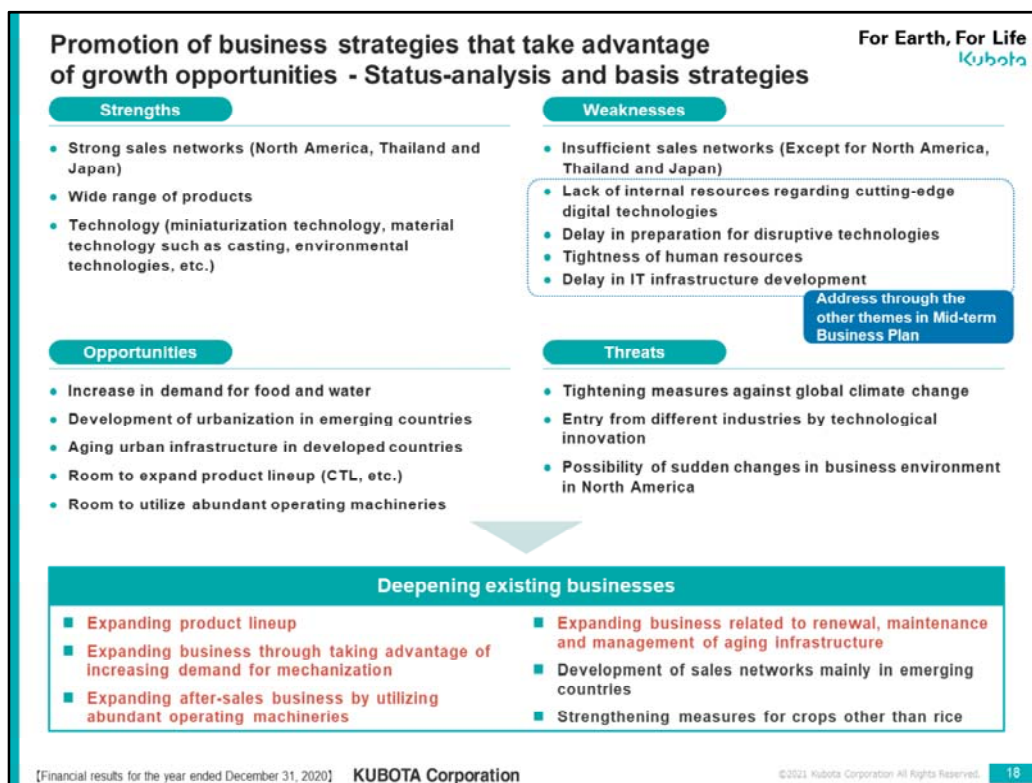 Promotion of business strategies that take advantage
of growth opportunities - Status-analysis and basis strategies
For Earth, For Life
Kubota
Strengths
• Strong sales networks (North America, Thailand and
Japan)
• Wide range of products
• Technology (miniaturization technology, material
technology such as casting, environmental
technologies, etc.)
Weaknesses
• Insufficient sales networks (Except for North America,
Thailand and Japan)
• Lack of internal resources regarding cutting-edge
digital technologies
• Delay in preparation for disruptive technologies
• Tightness of human resources
• Delay in IT infrastructure development
Address through the
other themes in Mid-term
Business Plan
Opportunities
• Increase in demand for food and water
• Development of urbanization in emerging countries
• Aging urban infrastructure in developed countries
• Room to expand product lineup (CTL, etc.)
• Room to utilize abundant operating machineries
Threats
• Tightening measures against global climate change
• Entry from different industries by technological
innovation
• Possibility of sudden changes in business environment
in North America
Deepening existing businesses
■ Expanding product lineup
■ Expanding business through taking advantage of
increasing demand for mechanization
■ Expanding after-sales business by utilizing
abundant operating machineries
■ Expanding business related to renewal, maintenance
and management of aging infrastructure
■ Development of sales networks mainly in emerging
countries
■ Strengthening measures for crops other than rice
【Financial results for the year ended December 31, 2020】 KUBOTA Corporation
©2021 Kubota Corporation All Rights Reserved. 18